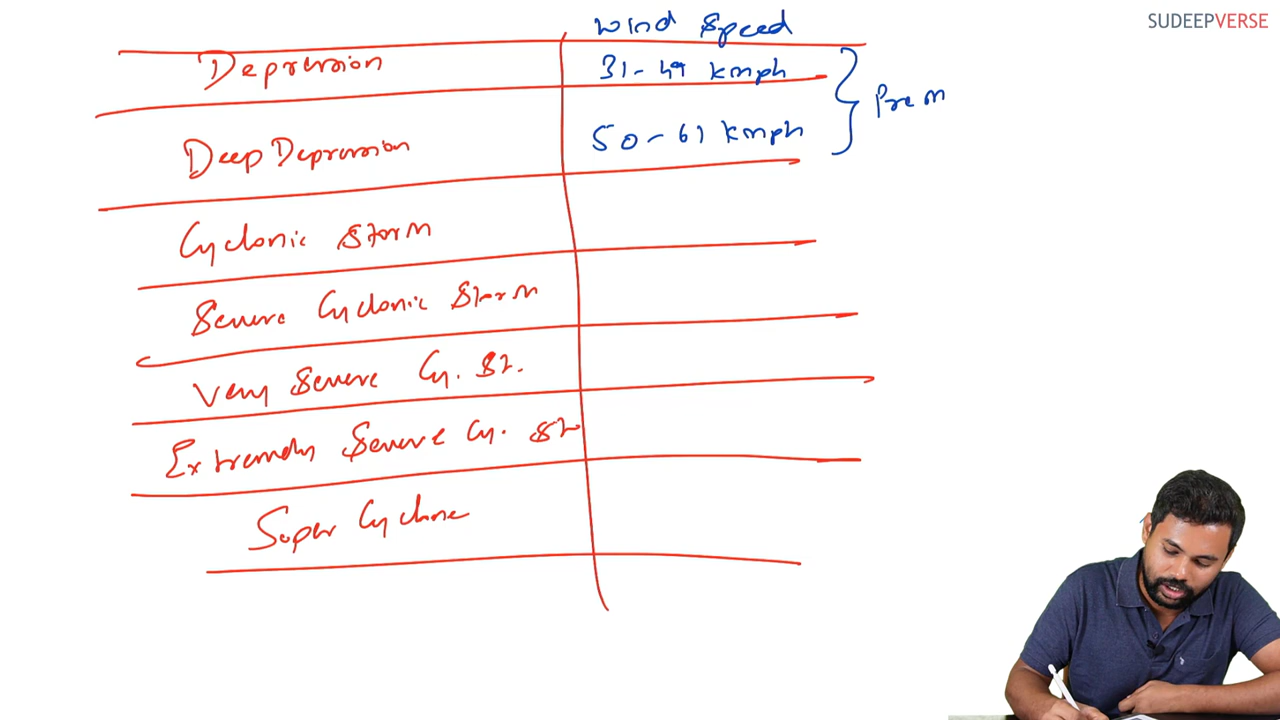 SUDEEPVERSE
Wind Speed
Depression 31-49 kmph
Prem
Deep Depression 50-61 kmph
Cyclonic Storm
Severe Cyclonic Storm
Very Severe Cy. St.
Extremely Severe Cy. St
Super Cyclone